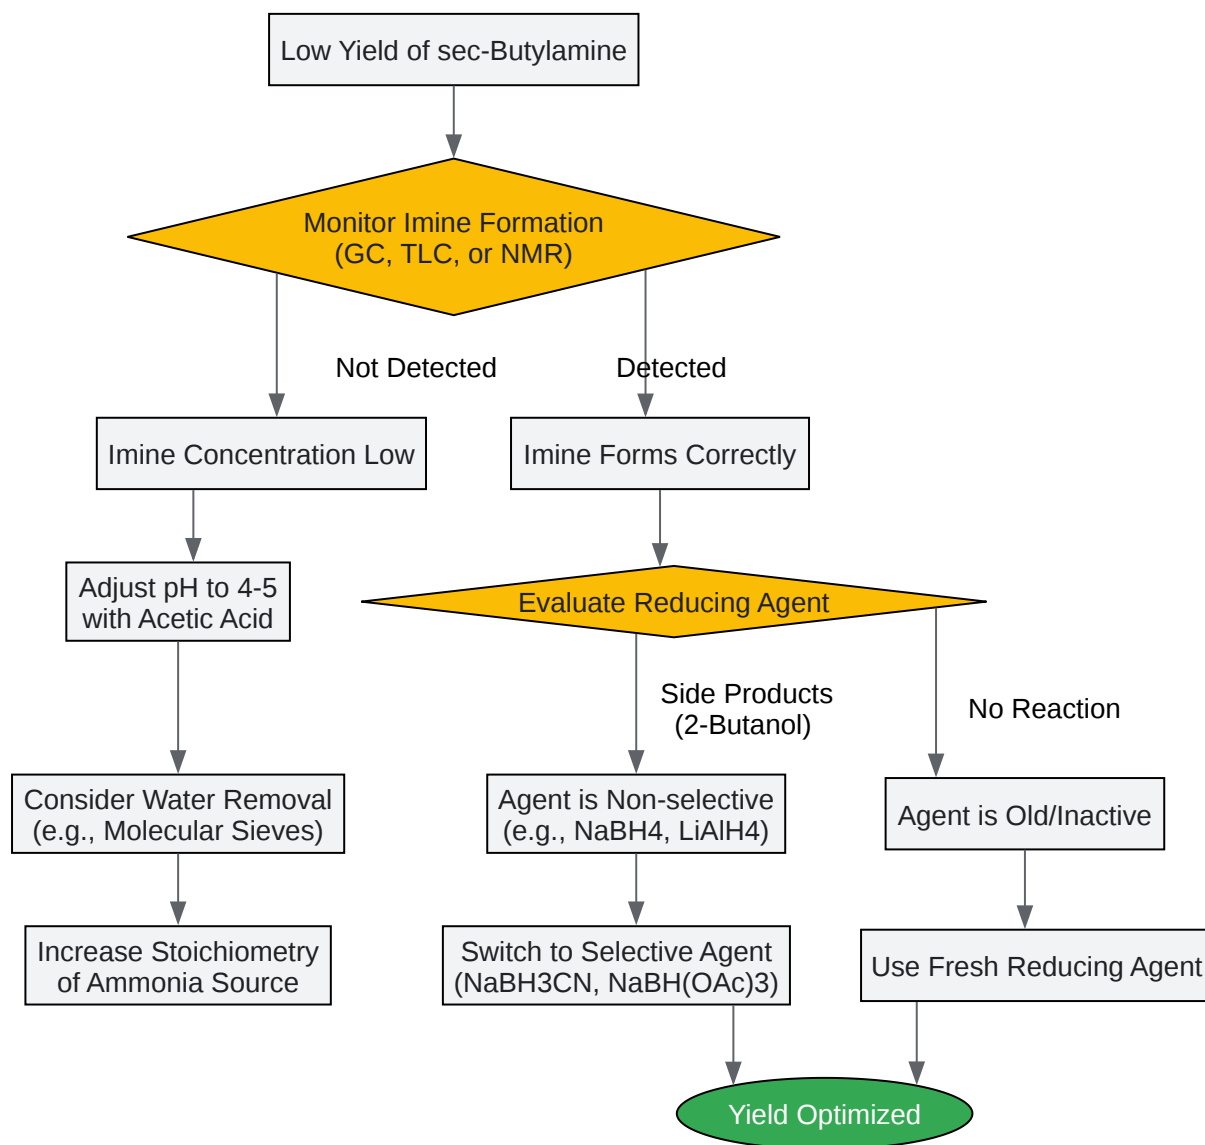 Low Yield of sec-Butylamine
Monitor Imine Formation
(GC, TLC, or NMR)
Not Detected
Detected
Imine Concentration Low
Imine Forms Correctly
Adjust pH to 4-5
with Acetic Acid
Evaluate Reducing Agent
Side Products
(2-Butanol)
No Reaction
Consider Water Removal
(e.g., Molecular Sieves)
Agent is Non-selective
(e.g., NaBH4, LiAlH4)
Agent is Old/Inactive
Increase Stoichiometry
of Ammonia Source
Switch to Selective Agent
(NaBH3CN, NaBH(OAc)3)
Use Fresh Reducing Agent
Yield Optimized